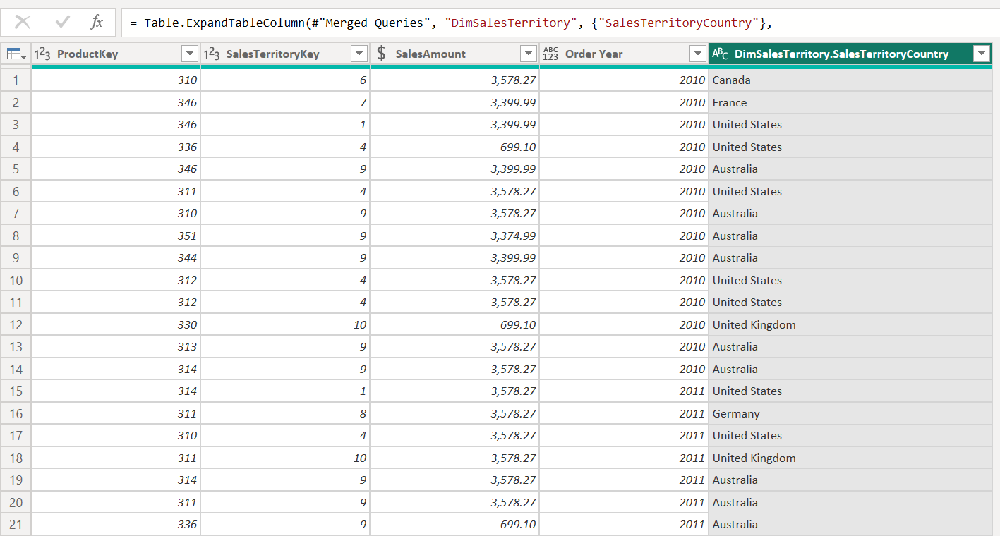 fx = Table.ExpandTableColumn(#"Merged Queries", "DimSalesTerritory", {"SalesTerritoryCountry"},
123 ProductKey 123 SalesTerritoryKey $ SalesAmount ABC 123 Order Year ABC DimSalesTerritory.SalesTerritoryCountry
1 310 6 3,578.27 2010 Canada
2 346 7 3,399.99 2010 France
3 346 1 3,399.99 2010 United States
4 336 4 699.10 2010 United States
5 346 9 3,399.99 2010 Australia
6 311 4 3,578.27 2010 United States
7 310 9 3,578.27 2010 Australia
8 351 9 3,374.99 2010 Australia
9 344 9 3,399.99 2010 Australia
10 312 4 3,578.27 2010 United States
11 312 4 3,578.27 2010 United States
12 330 10 699.10 2010 United Kingdom
13 313 9 3,578.27 2010 Australia
14 314 9 3,578.27 2010 Australia
15 314 1 3,578.27 2011 United States
16 311 8 3,578.27 2011 Germany
17 310 4 3,578.27 2011 United States
18 311 10 3,578.27 2011 United Kingdom
19 314 9 3,578.27 2011 Australia
20 311 9 3,578.27 2011 Australia
21 336 9 699.10 2011 Australia